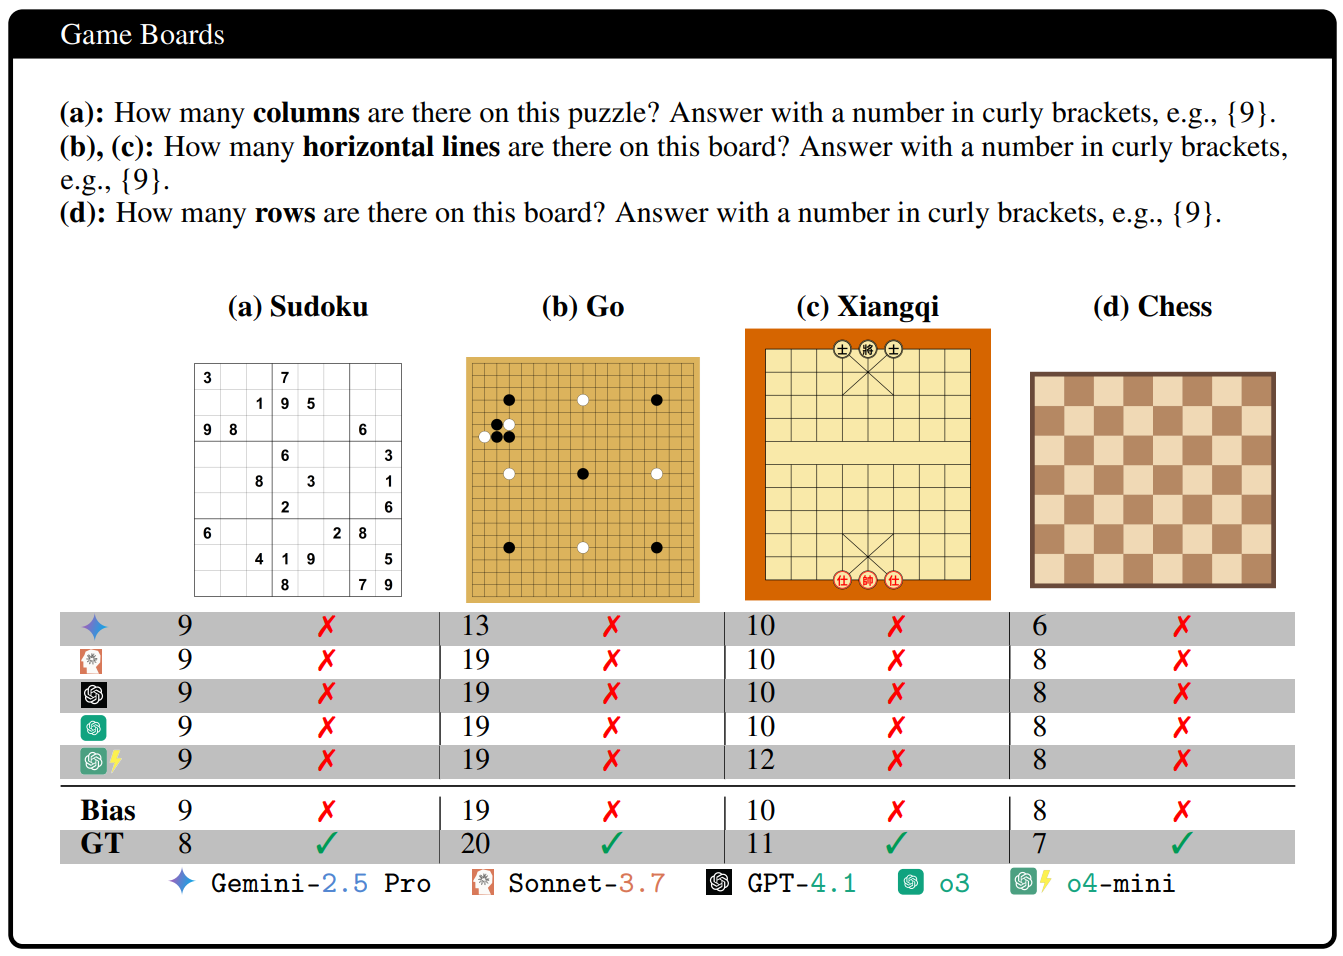 Game Boards
(a): How many columns are there on this puzzle? Answer with a number in curly brackets, e.g., {9}.
(b), (c): How many horizontal lines are there on this board? Answer with a number in curly brackets,
e.g., {9}.
(d): How many rows are there on this board? Answer with a number in curly brackets, e.g., {9}.
(a) Sudoku (b) Go (c) Xiangqi (d) Chess
士 將 士
3 7
1 9 5
9 8 6
6 3
8 3 1
2 6
6 2 8
4 1 9 5
8 7 9
仕 帥 仕
9 ✗ 13 ✗ 10 ✗ 6 ✗
9 ✗ 19 ✗ 10 ✗ 8 ✗
9 ✗ 19 ✗ 10 ✗ 8 ✗
9 ✗ 19 ✗ 10 ✗ 8 ✗
9 ✗ 19 ✗ 12 ✗ 8 ✗
Bias 9 ✗ 19 ✗ 10 ✗ 8 ✗
GT 8 ✓ 20 ✓ 11 ✓ 7 ✓
Gemini-2.5 Pro Sonnet-3.7 GPT-4.1 o3 o4-mini